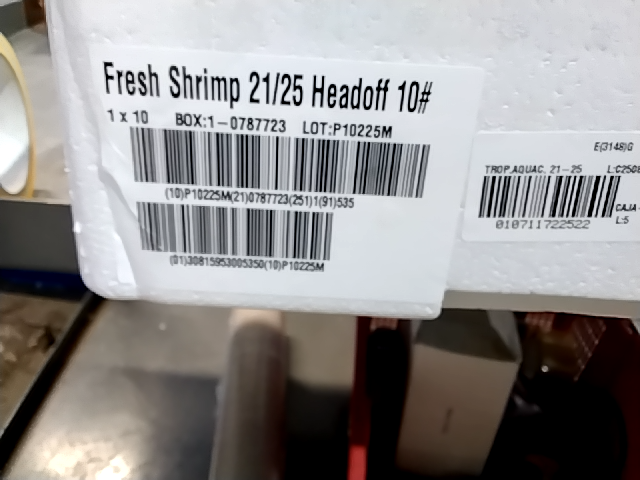 Fresh Shrimp 21/25 Headoff 10#
1 x 10 BOX:1-0787723 LOT:P10225M
(10)P10225M(21)0787723(251)1(91)535
(01)30815953005350(10)P10225M
E(3148)G
TROP.AQUAC. 21-25 L:C2508
CAJA
L:5
010711722522